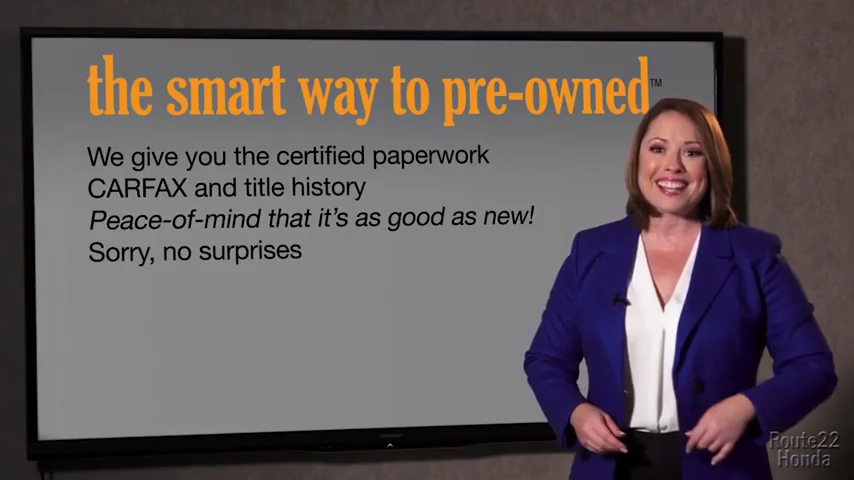 the smart way to pre-owned™
We give you the certified paperwork
CARFAX and title history
Peace-of-mind that it's as good as new!
Sorry, no surprises
Route22
Honda